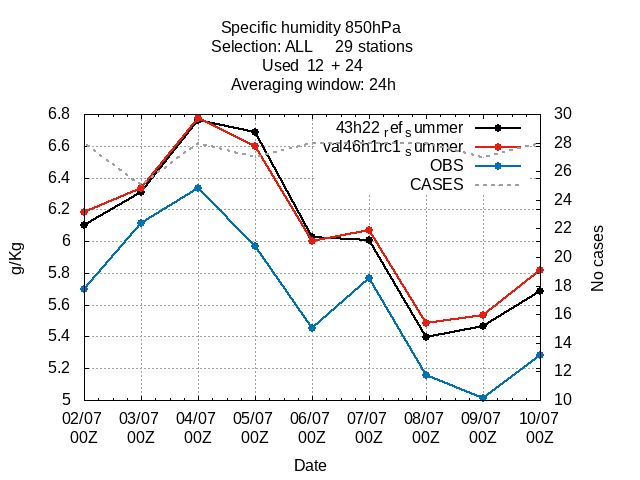 Specific humidity 850hPa
Selection: ALL 29 stations
Used 12 + 24
Averaging window: 24h
43h22 refs ummer
val46h1rc1 summer
OBS
CASES
6.8
6.6
6.4
6.2
6
5.8
5.6
5.4
5.2
5
g/Kg
30
28
26
24
22
20
18
16
14
12
10
No cases
02/07 03/07 04/07 05/07 06/07 07/07 08/07 09/07 10/07
00Z 00Z 00Z 00Z 00Z 00Z 00Z 00Z 00Z
Date